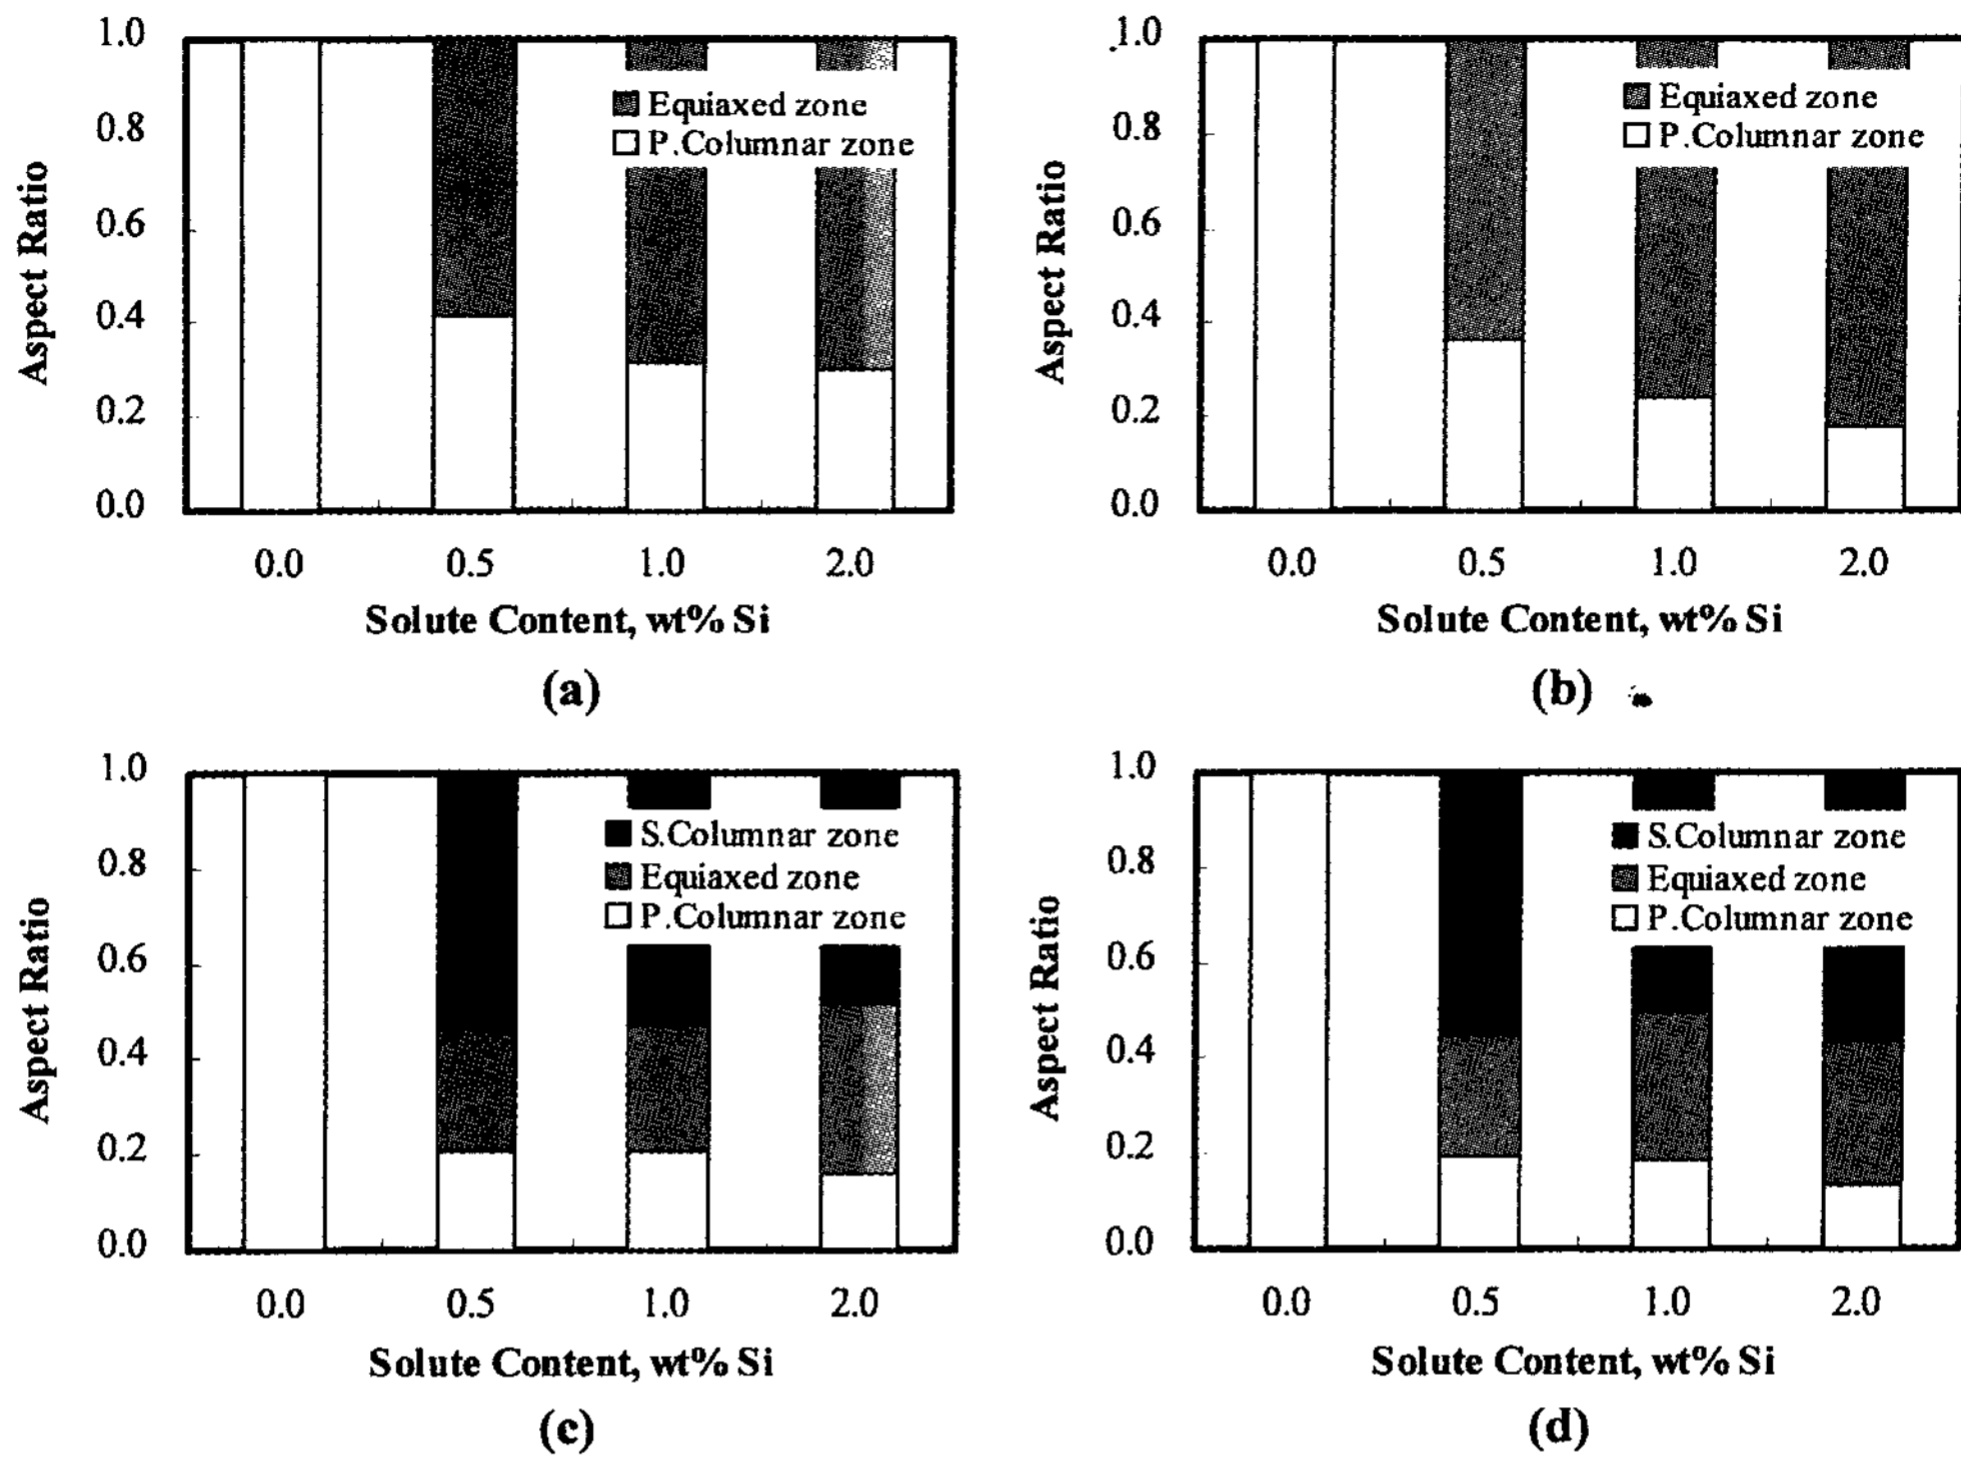 1.0
0.8
0.6
0.4
0.2
0.0
Aspect Ratio
Equiaxed zone
P.Columnar zone
0.0 0.5 1.0 2.0
Solute Content, wt% Si
(a)
1.0
0.8
0.6
0.4
0.2
0.0
Aspect Ratio
Equiaxed zone
P.Columnar zone
0.0 0.5 1.0 2.0
Solute Content, wt% Si
(b)
1.0
0.8
0.6
0.4
0.2
0.0
Aspect Ratio
S.Columnar zone
Equiaxed zone
P.Columnar zone
0.0 0.5 1.0 2.0
Solute Content, wt% Si
(c)
1.0
0.8
0.6
0.4
0.2
0.0
Aspect Ratio
S.Columnar zone
Equiaxed zone
P.Columnar zone
0.0 0.5 1.0 2.0
Solute Content, wt% Si
(d)